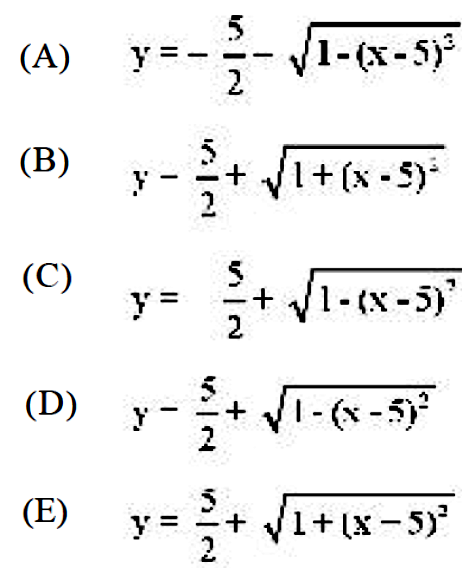 (A) y = - 5/2 - √(1 - (x - 5)²)
(B) y - 5/2 + √(1 + (x - 5)²)
(C) y = 5/2 + √(1 - (x - 5)²)
(D) y - 5/2 + √(1 - (x - 5)²)
(E) y = 5/2 + √(1 + (x - 5)²)